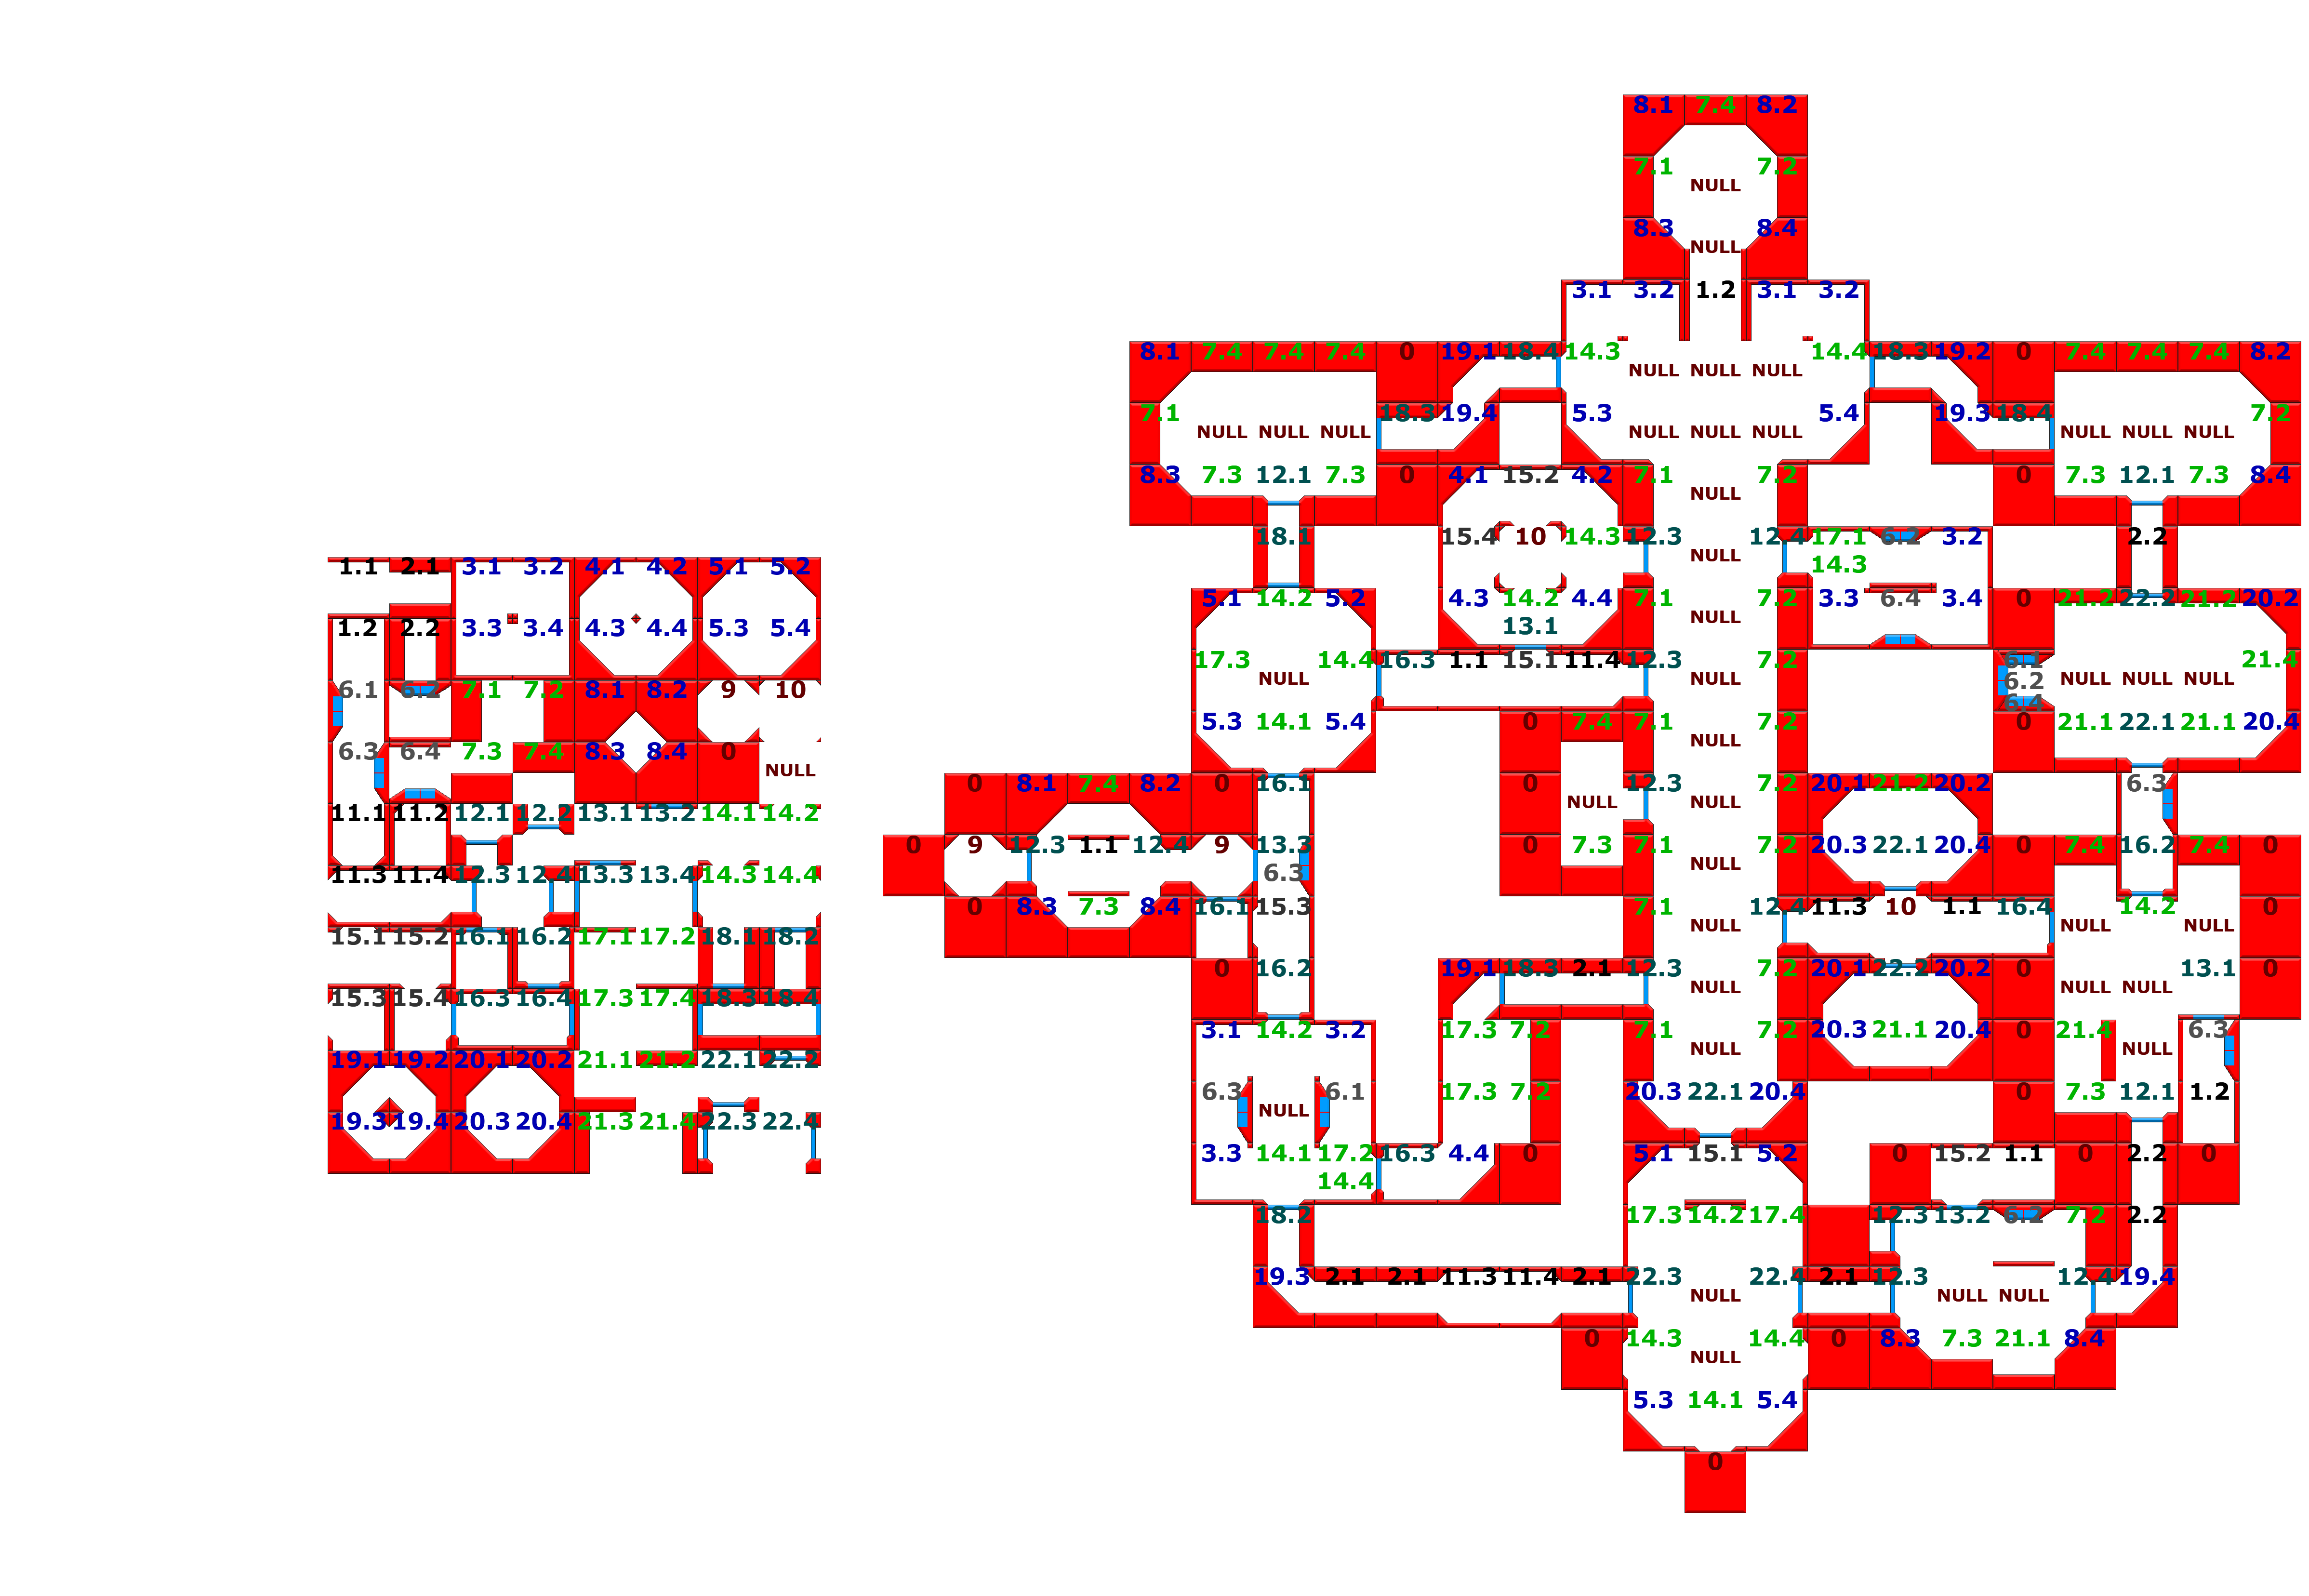 1.1 2.1 3.1 3.2 4.1 4.2 5.1 5.2
1.2 2.2 3.3 3.4 4.3 4.4 5.3 5.4
6.1 6.2 7.1 7.2 8.1 8.2 9 10
6.3 6.4 7.3 7.4 8.3 8.4 0 NULL
11.1 11.2 12.1 12.2 13.1 13.2 14.1 14.2
11.3 11.4 12.3 12.4 13.3 13.4 14.3 14.4
15.1 15.2 16.1 16.2 17.1 17.2 18.1 18.2
15.3 15.4 16.3 16.4 17.3 17.4 18.3 18.4
19.1 19.2 20.1 20.2 21.1 21.2 22.1 22.2
19.3 19.4 20.3 20.4 21.3 21.4 22.3 22.4
8.1 7.4 8.2
7.1 NULL 7.2
8.3 NULL 8.4
3.1 3.2 1.2 3.1 3.2
8.1 7.4 7.4 7.4 0 19.1 18.4 14.3 NULL NULL NULL 14.4 18.3 19.2 0 7.4 7.4 7.4 8.2
7.1 NULL NULL NULL 18.3 19.4 5.3 NULL NULL NULL 5.4 19.3 18.4 NULL NULL NULL 7.2
8.3 7.3 12.1 7.3 0 4.1 15.2 4.2 7.1 NULL 7.2 0 7.3 12.1 7.3 8.4
18.1 15.4 10 14.3 12.3 NULL 12.4 17.1 6.2 3.2 2.2
14.3
5.1 14.2 5.2 4.3 14.2 4.4 7.1 NULL 7.2 3.3 6.4 3.4 0 21.2 22.2 21.2 20.2
13.1
17.3 NULL 14.4 16.3 1.1 15.1 11.4 12.3 NULL 7.2 6.1 NULL NULL NULL 21.4
6.2
6.4
5.3 14.1 5.4 0 7.4 7.1 NULL 7.2 0 21.1 22.1 21.1 20.4
0 8.1 7.4 8.2 0 16.1 0 NULL 12.3 NULL 7.2 20.1 21.2 20.2 6.3
0 9 12.3 1.1 12.4 9 13.3 0 7.3 7.1 NULL 7.2 20.3 22.1 20.4 0 7.4 16.2 7.4 0
6.3
0 8.3 7.3 8.4 16.1 15.3 7.1 NULL 12.4 11.3 10 1.1 16.4 NULL 14.2 NULL 0
0 16.2 19.1 18.3 2.1 12.3 NULL 7.2 20.1 22.2 20.2 0 NULL NULL 13.1 0
3.1 14.2 3.2 17.3 7.2 7.1 NULL 7.2 20.3 21.1 20.4 0 21.4 NULL 6.3
6.3 NULL 6.1 17.3 7.2 20.3 22.1 20.4 0 7.3 12.1 1.2
3.3 14.1 17.2 16.3 4.4 0 5.1 15.1 5.2 0 15.2 1.1 0 2.2 0
14.4
18.2 17.3 14.2 17.4 12.3 13.2 6.2 7.2 2.2
19.3 2.1 2.1 11.3 11.4 2.1 22.3 NULL 22.4 2.1 12.3 NULL NULL 12.4 19.4
0 14.3 NULL 14.4 0 8.3 7.3 21.1 8.4
5.3 14.1 5.4
0